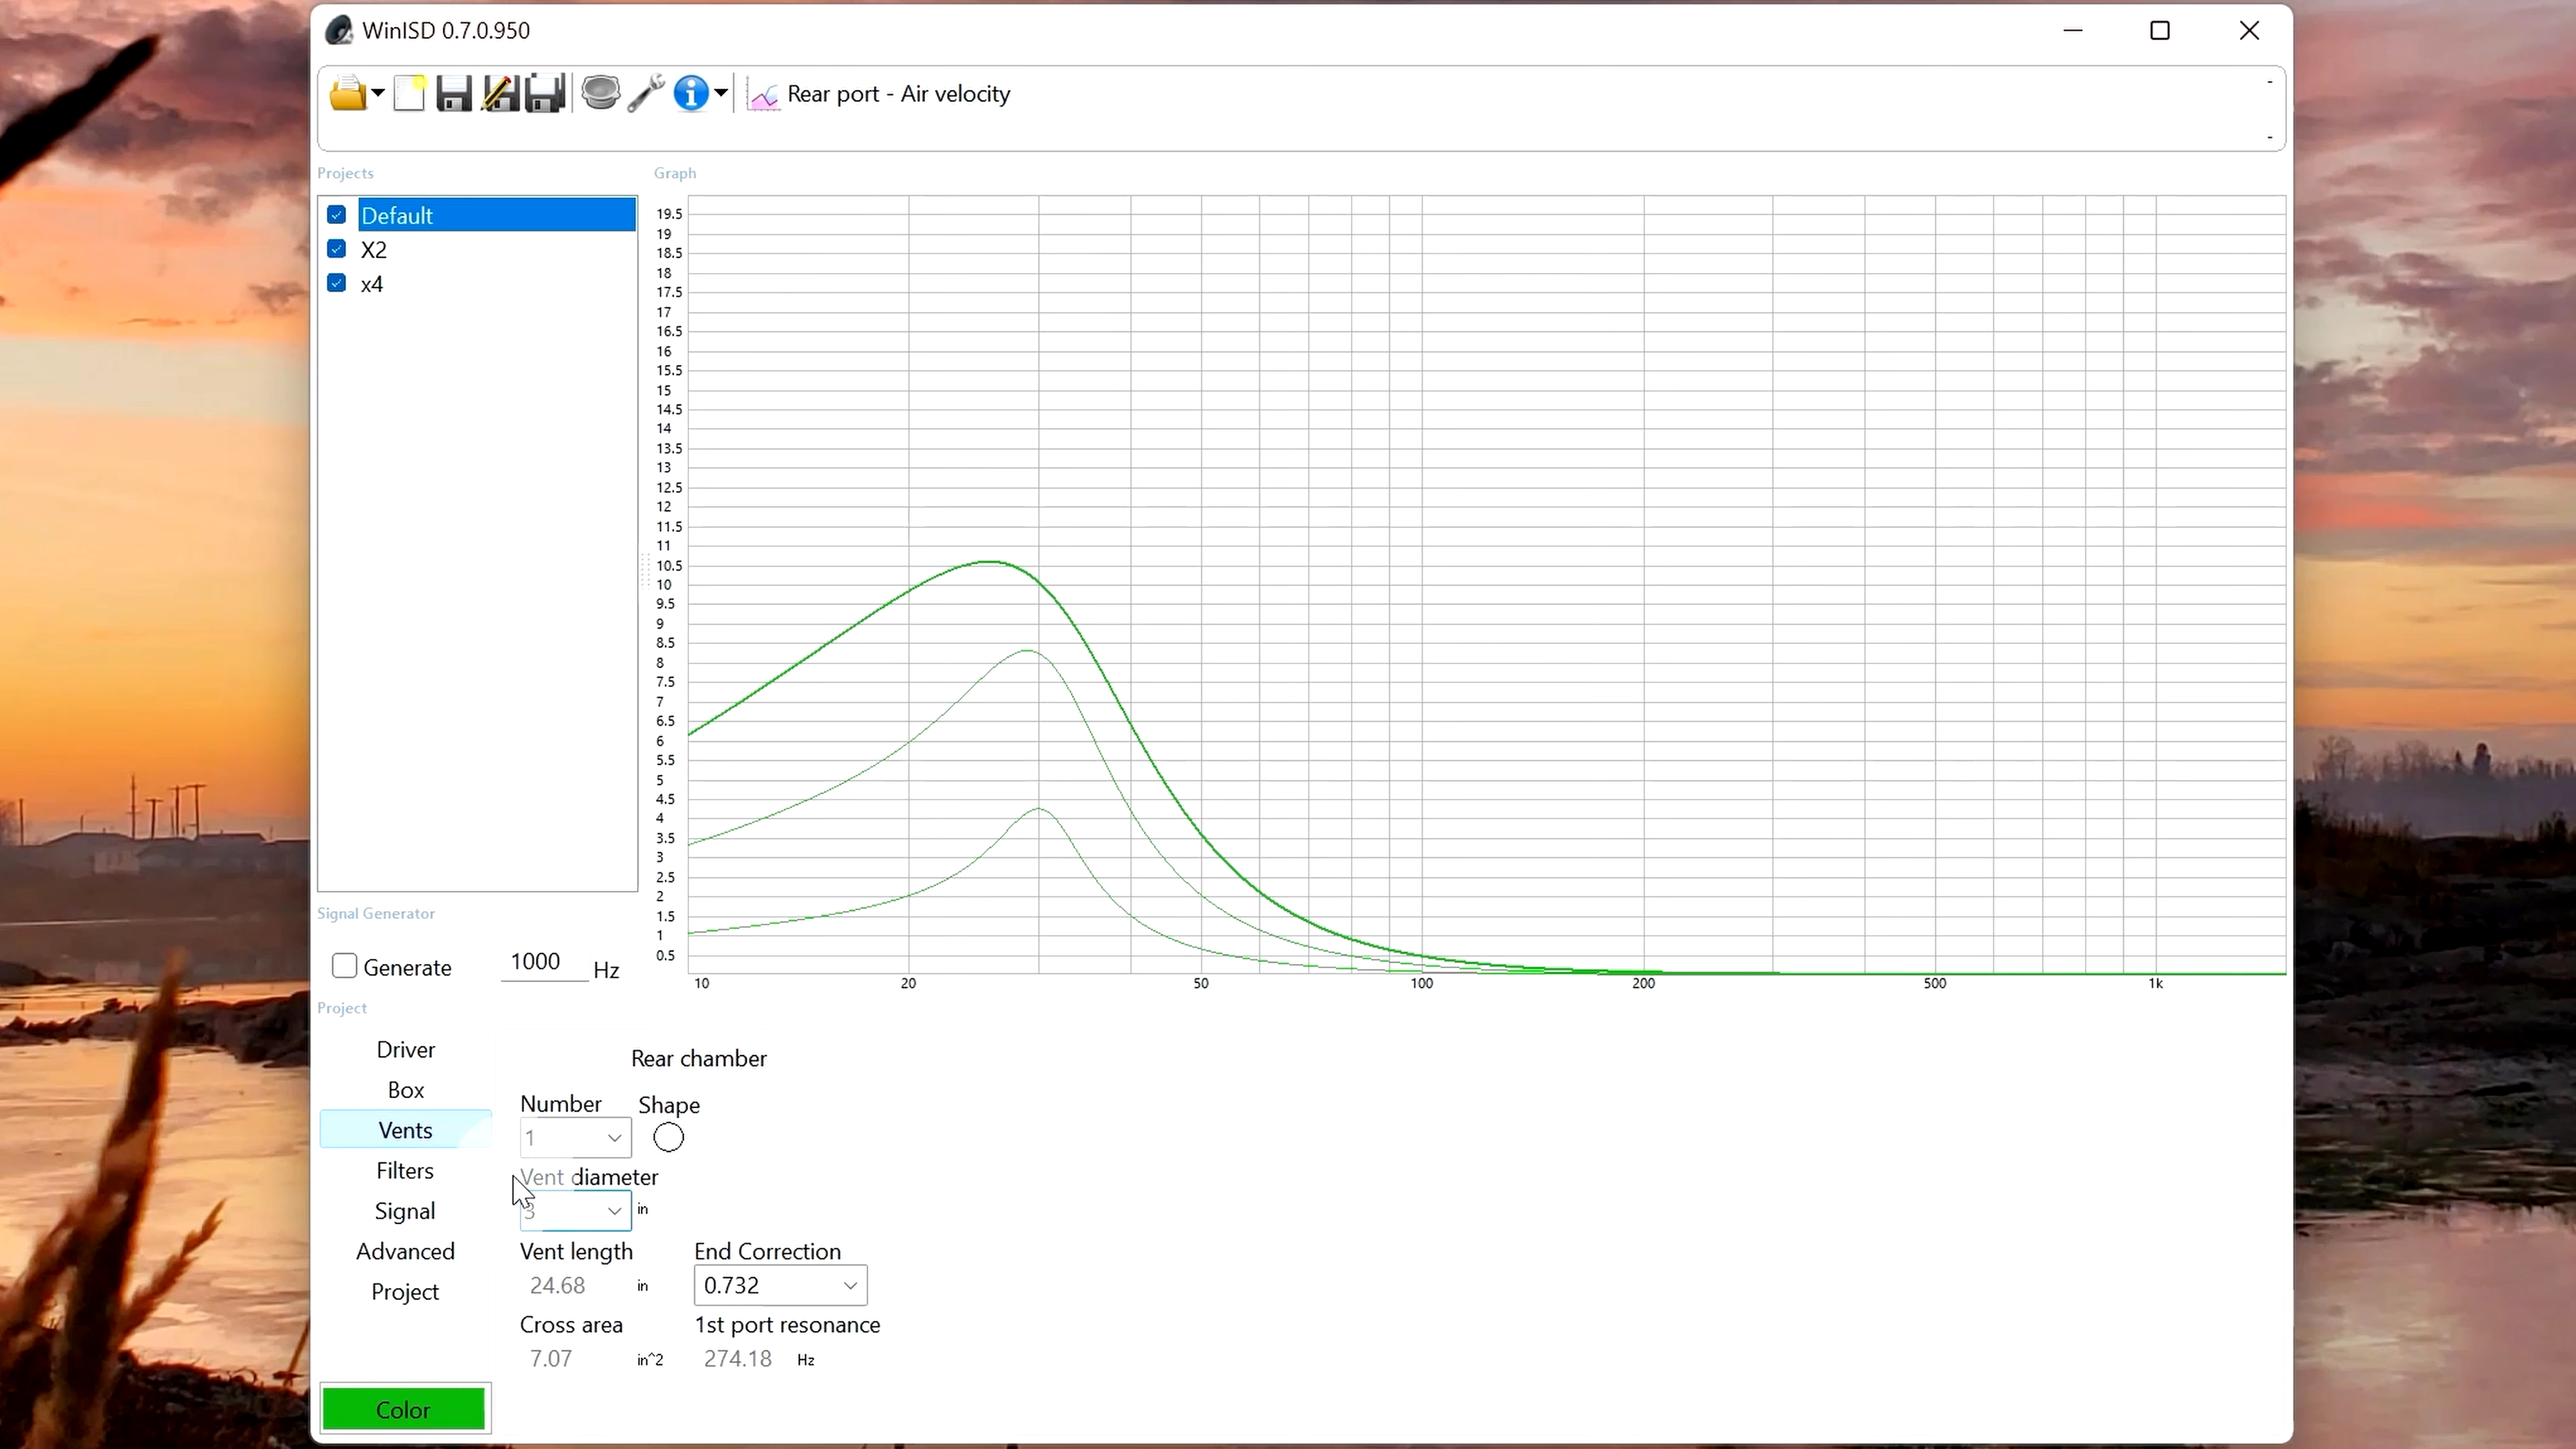 WinISD 0.7.0.950
Rear port - Air velocity
Projects
Graph
Default
X2
x4
19.5
19
18.5
18
17.5
17
16.5
16
15.5
15
14.5
14
13.5
13
12.5
12
11.5
11
10.5
10
9.5
9
8.5
8
7.5
7
6.5
6
5.5
5
4.5
4
3.5
3
2.5
2
1.5
1
0.5
10 20 50 100 200 500 1k
Signal Generator
Generate 1000 Hz
Project
Driver
Box
Vents
Filters
Signal
Advanced
Project
Color
Rear chamber
Number Shape
1
Vent diameter
3 in
Vent length End Correction
24.68 in 0.732
Cross area 1st port resonance
7.07 in^2 274.18 Hz